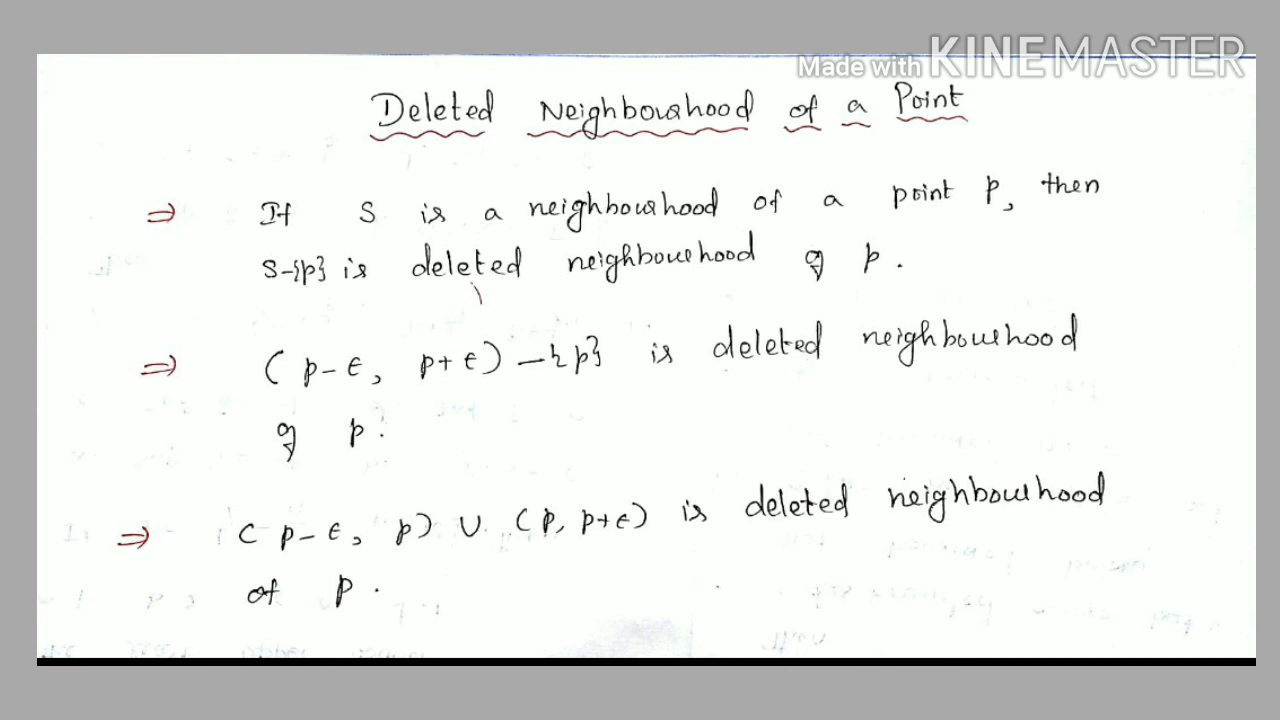 Made with KINEMASTER
Deleted Neighbourhood of a Point
⇒ If S is a neighbourhood of a point p, then
S-{p} is deleted neighbourhood of p.
⇒ (p-ϵ, p+ϵ) -{p} is deleted neighbourhood
of p.
⇒ (p-ϵ, p) ∪ (p, p+ϵ) is deleted neighbourhood
of p.